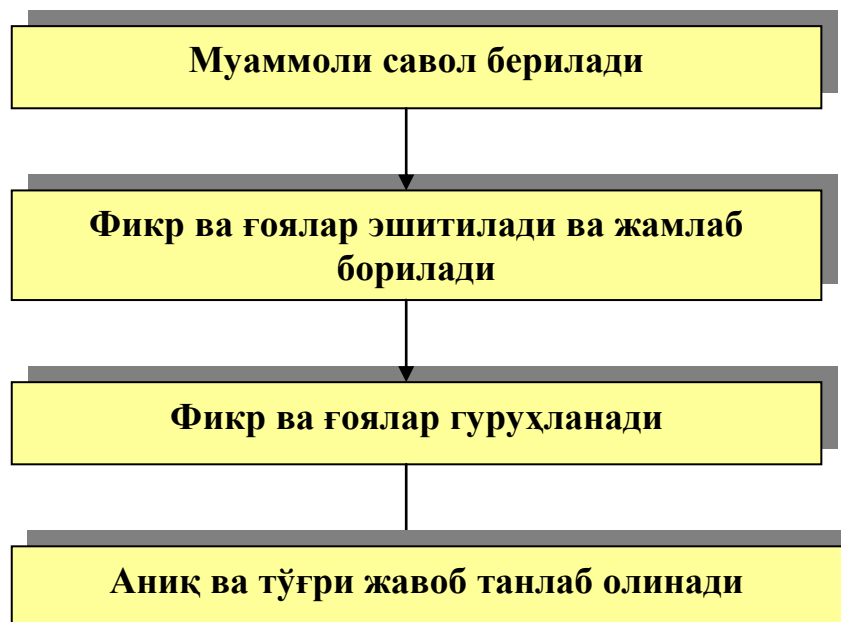 Муаммоли савол берилади
Фикр ва ғоялар эшитилади ва жамлаб
борилади
Фикр ва ғоялар гуруҳланади
Аниқ ва тўғри жавоб танлаб олинади